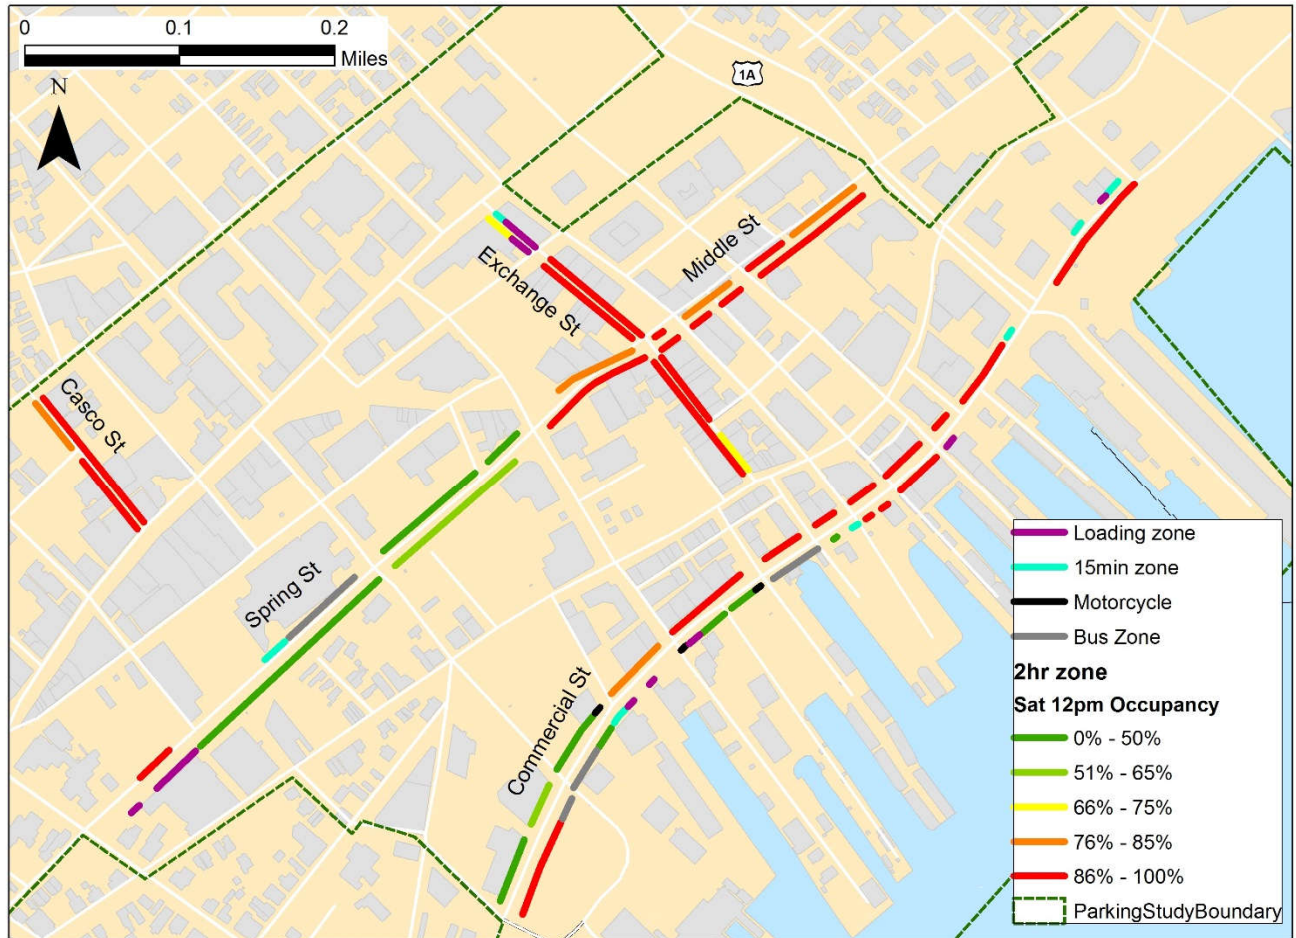 0 0.1 0.2
Miles
N
1A
Middle St
Exchange St
Casco St
Spring St
Commercial St
Loading zone
15min zone
Motorcycle
Bus Zone
2hr zone
Sat 12pm Occupancy
0% - 50%
51% - 65%
66% - 75%
76% - 85%
86% - 100%
ParkingStudyBoundary